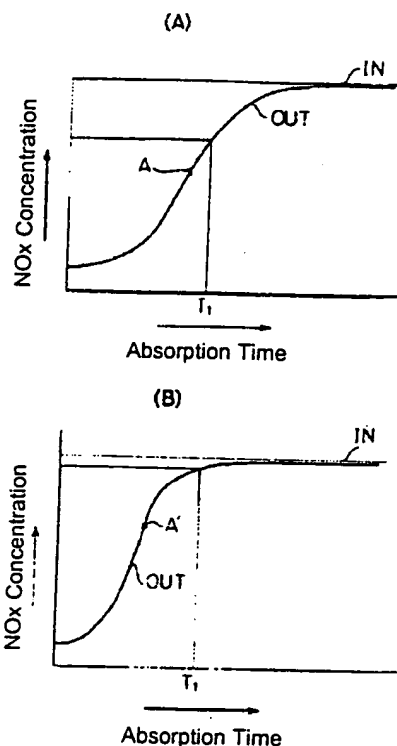 (A)
IN
OUT
A
NOx Concentration
T₁
Absorption Time
(B)
IN
A'
OUT
NOx Concentration
T₁
Absorption Time